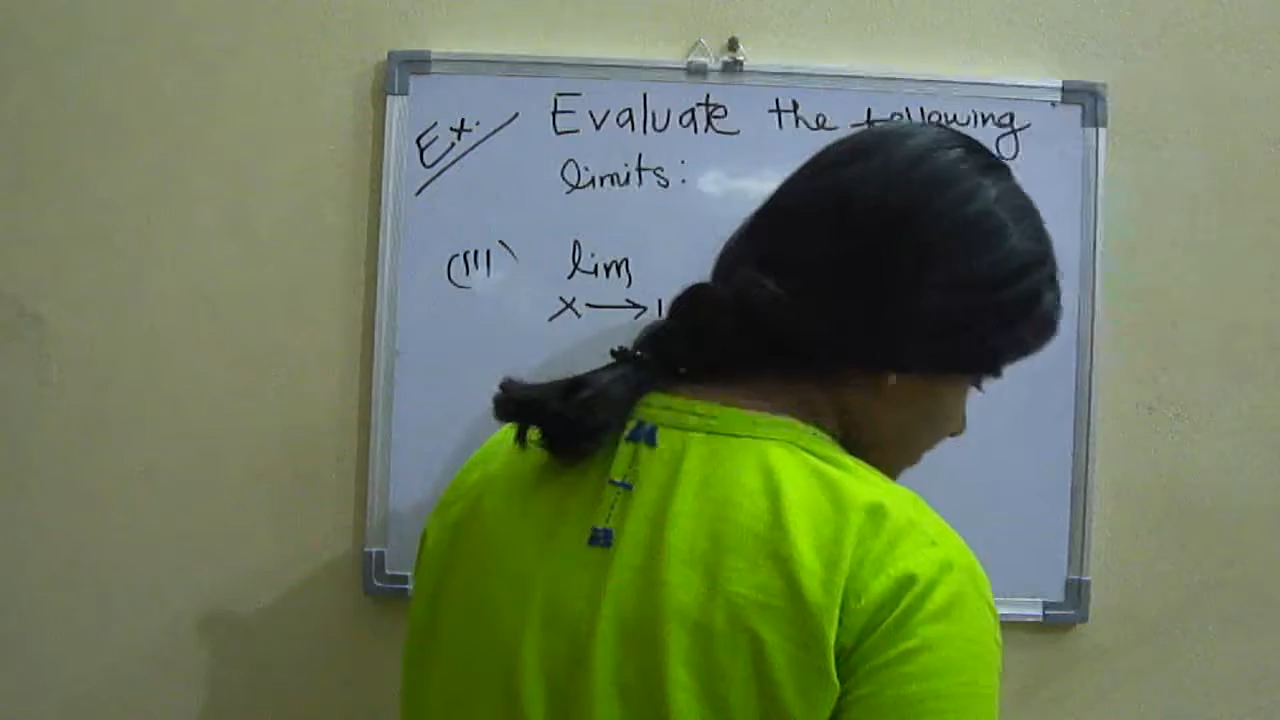 Ex. Evaluate the following
limits:
(III) lim
x→1